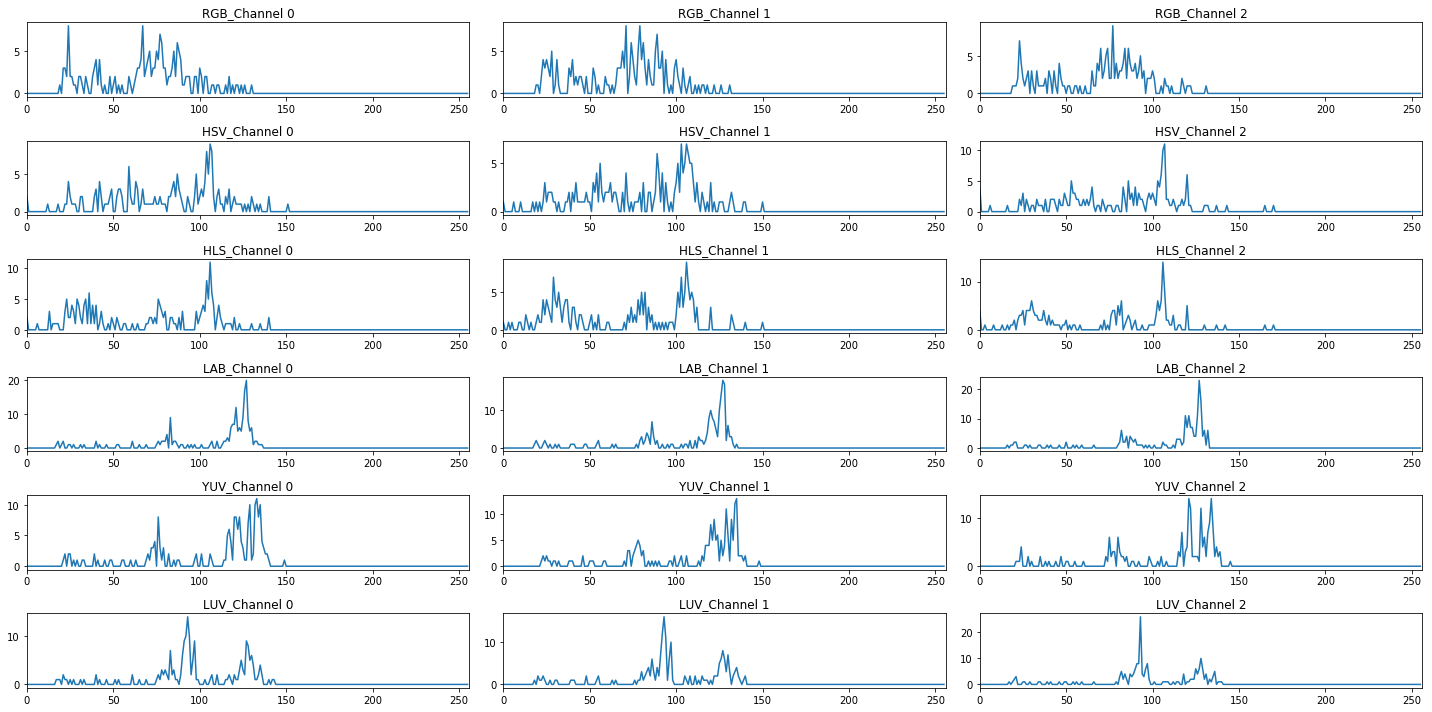 RGB_Channel 0 RGB_Channel 1 RGB_Channel 2
5 5 5
0 0 0
0 50 100 150 200 250 0 50 100 150 200 250 0 50 100 150 200 250
HSV_Channel 0 HSV_Channel 1 HSV_Channel 2
10
5 5 5
0 0 0
0 50 100 150 200 250 0 50 100 150 200 250 0 50 100 150 200 250
HLS_Channel 0 HLS_Channel 1 HLS_Channel 2
10 10
5 5
0 0 0
0 50 100 150 200 250 0 50 100 150 200 250 0 50 100 150 200 250
LAB_Channel 0 LAB_Channel 1 LAB_Channel 2
20 20
10 10 10
0 0 0
0 50 100 150 200 250 0 50 100 150 200 250 0 50 100 150 200 250
YUV_Channel 0 YUV_Channel 1 YUV_Channel 2
10 10 10
5 5
0 0 0
0 50 100 150 200 250 0 50 100 150 200 250 0 50 100 150 200 250
LUV_Channel 0 LUV_Channel 1 LUV_Channel 2
20
10 10 10
0 0 0
0 50 100 150 200 250 0 50 100 150 200 250 0 50 100 150 200 250